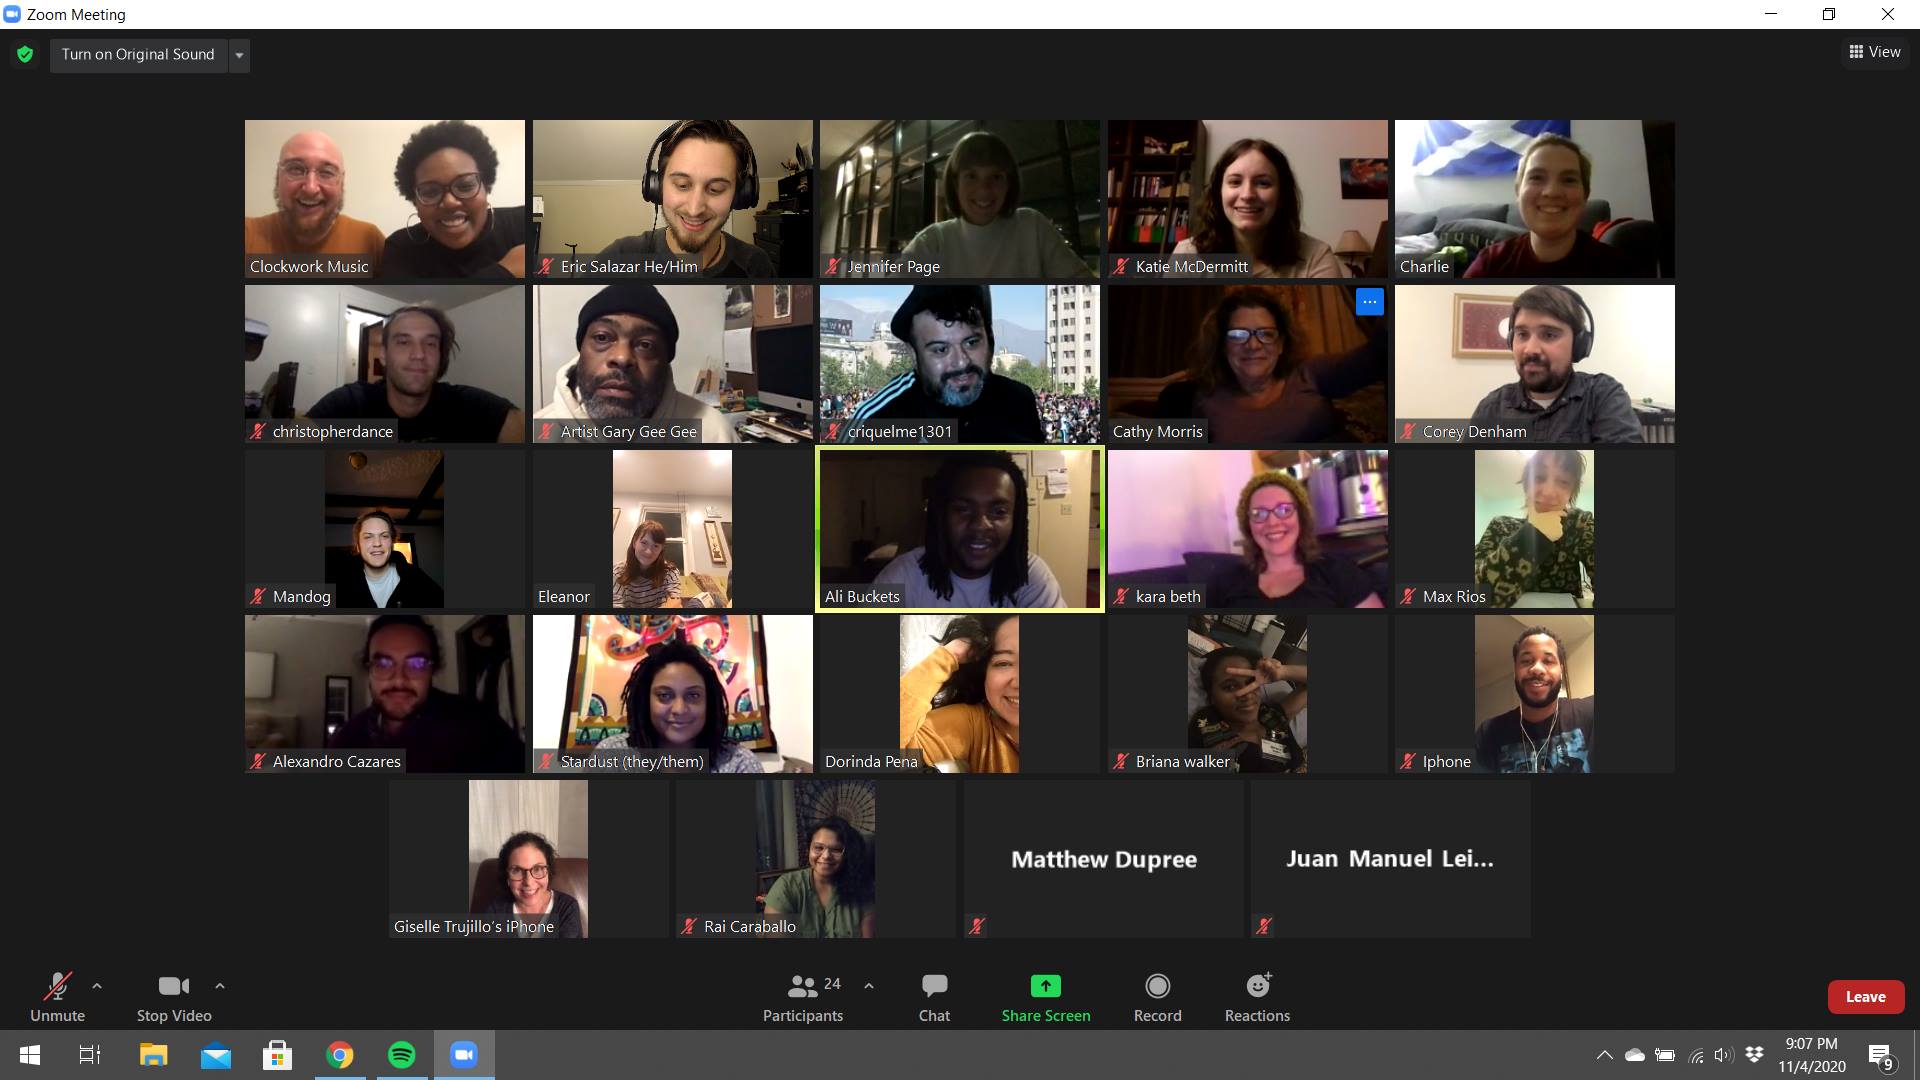 Zoom Meeting
Turn on Original Sound
View
Clockwork Music
Eric Salazar He/Him
Jennifer Page
Katie McDermitt
Charlie
christopherdance
Artist Gary Gee Gee
criquelme1301
Cathy Morris
Corey Denham
Mandog
Eleanor
Ali Buckets
kara beth
Max Rios
Alexandro Cazares
Stardust (they/them)
Dorinda Pena
Briana walker
Iphone
Giselle Trujillo's iPhone
Rai Caraballo
Matthew Dupree
Juan Manuel Lei...
Unmute
Stop Video
24
Participants
Chat
Share Screen
Record
Reactions
Leave
9:07 PM
11/4/2020
9